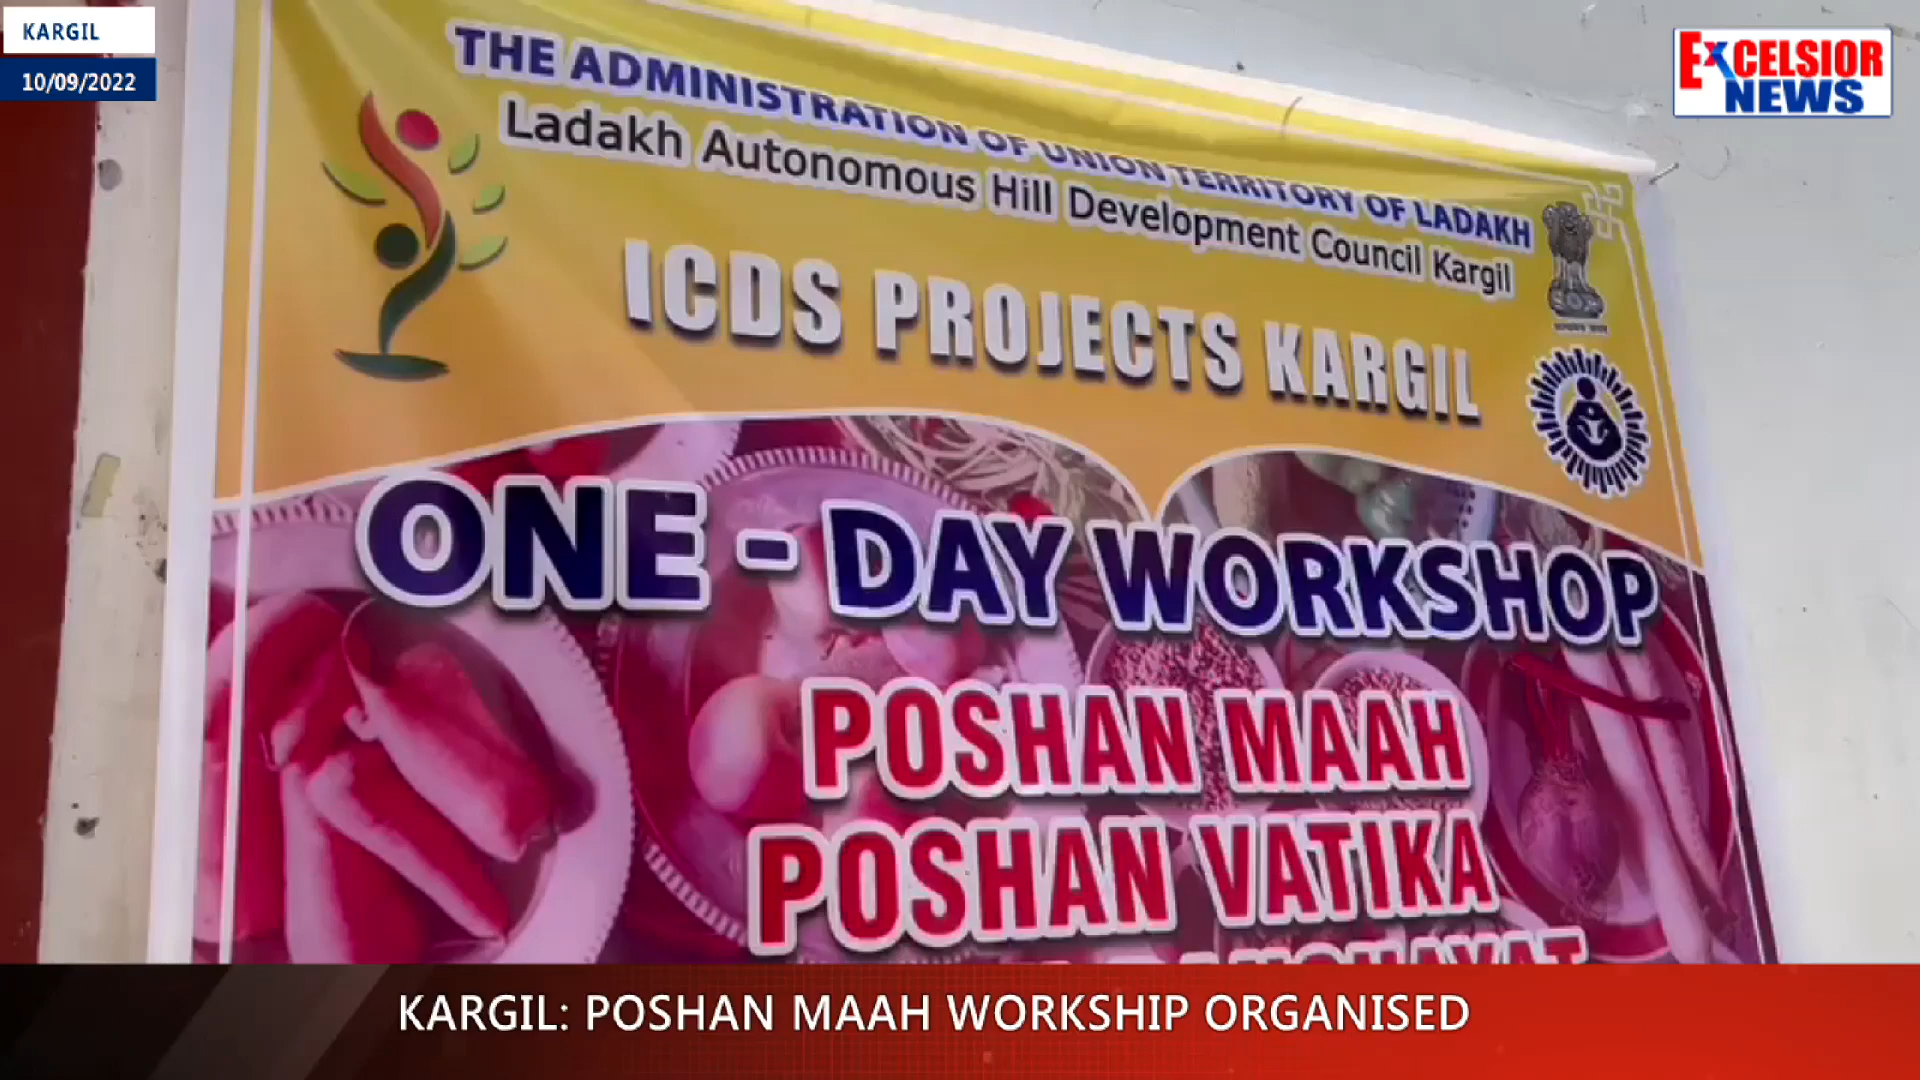 KARGIL
10/09/2022
EXCELSIOR
NEWS
THE ADMINISTRATION OF UNION TERRITORY OF LADAKH
Ladakh Autonomous Hill Development Council Kargil
ICDS PROJECTS KARGIL
ONE - DAY WORKSHOP
POSHAN MAAH
POSHAN VATIKA
KARGIL: POSHAN MAAH WORKSHIP ORGANISED